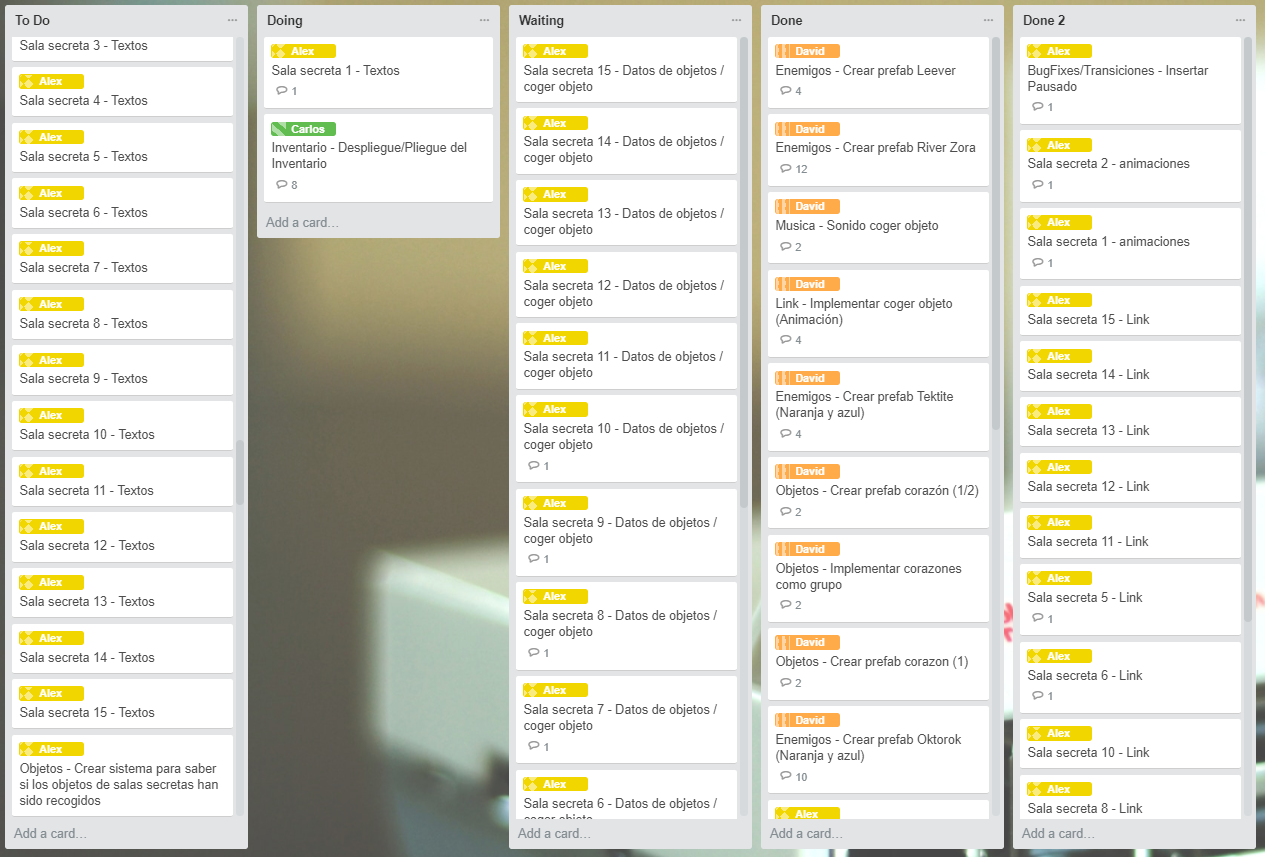 To Do
Sala secreta 3 - Textos
Alex
Sala secreta 4 - Textos
Alex
Sala secreta 5 - Textos
Alex
Sala secreta 6 - Textos
Alex
Sala secreta 7 - Textos
Alex
Sala secreta 8 - Textos
Alex
Sala secreta 9 - Textos
Alex
Sala secreta 10 - Textos
Alex
Sala secreta 11 - Textos
Alex
Sala secreta 12 - Textos
Alex
Sala secreta 13 - Textos
Alex
Sala secreta 14 - Textos
Alex
Sala secreta 15 - Textos
Alex
Objetos - Crear sistema para saber
si los objetos de salas secretas han
sido recogidos
Add a card…
Doing
Alex
Sala secreta 1 - Textos
1
Carlos
Inventario - Despliegue/Pliegue del
Inventario
8
Add a card…
Waiting
Alex
Sala secreta 15 - Datos de objetos /
coger objeto
Alex
Sala secreta 14 - Datos de objetos /
coger objeto
Alex
Sala secreta 13 - Datos de objetos /
coger objeto
Alex
Sala secreta 12 - Datos de objetos /
coger objeto
Alex
Sala secreta 11 - Datos de objetos /
coger objeto
Alex
Sala secreta 10 - Datos de objetos /
coger objeto
1
Alex
Sala secreta 9 - Datos de objetos /
coger objeto
1
Alex
Sala secreta 8 - Datos de objetos /
coger objeto
1
Alex
Sala secreta 7 - Datos de objetos /
coger objeto
1
Alex
Sala secreta 6 - Datos de objetos /
coger objeto
Add a card…
Done
David
Enemigos - Crear prefab Leever
4
David
Enemigos - Crear prefab River Zora
12
David
Musica - Sonido coger objeto
2
David
Link - Implementar coger objeto
(Animación)
4
David
Enemigos - Crear prefab Tektite
(Naranja y azul)
4
David
Objetos - Crear prefab corazón (1/2)
2
David
Objetos - Implementar corazones
como grupo
2
David
Objetos - Crear prefab corazon (1)
2
David
Enemigos - Crear prefab Oktorok
(Naranja y azul)
10
Alex
Add a card…
Done 2
Alex
BugFixes/Transiciones - Insertar
Pausado
1
Alex
Sala secreta 2 - animaciones
1
Alex
Sala secreta 1 - animaciones
1
Alex
Sala secreta 15 - Link
Alex
Sala secreta 14 - Link
Alex
Sala secreta 13 - Link
Alex
Sala secreta 12 - Link
Alex
Sala secreta 11 - Link
Alex
Sala secreta 5 - Link
1
Alex
Sala secreta 6 - Link
1
Alex
Sala secreta 10 - Link
Alex
Sala secreta 8 - Link
Add a card…